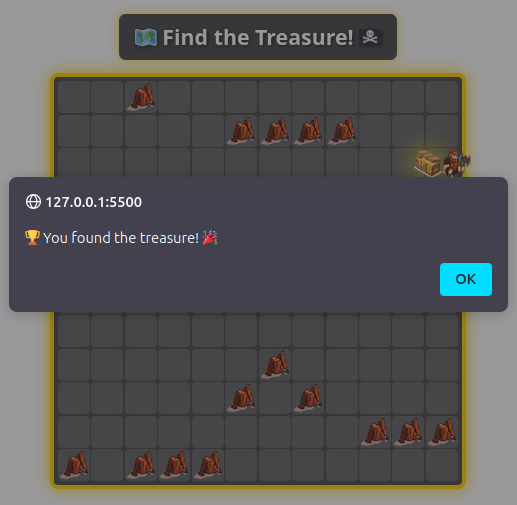 🗺️ Find the Treasure! ☠️
127.0.0.1:5500
🏆 You found the treasure! 🎉
OK